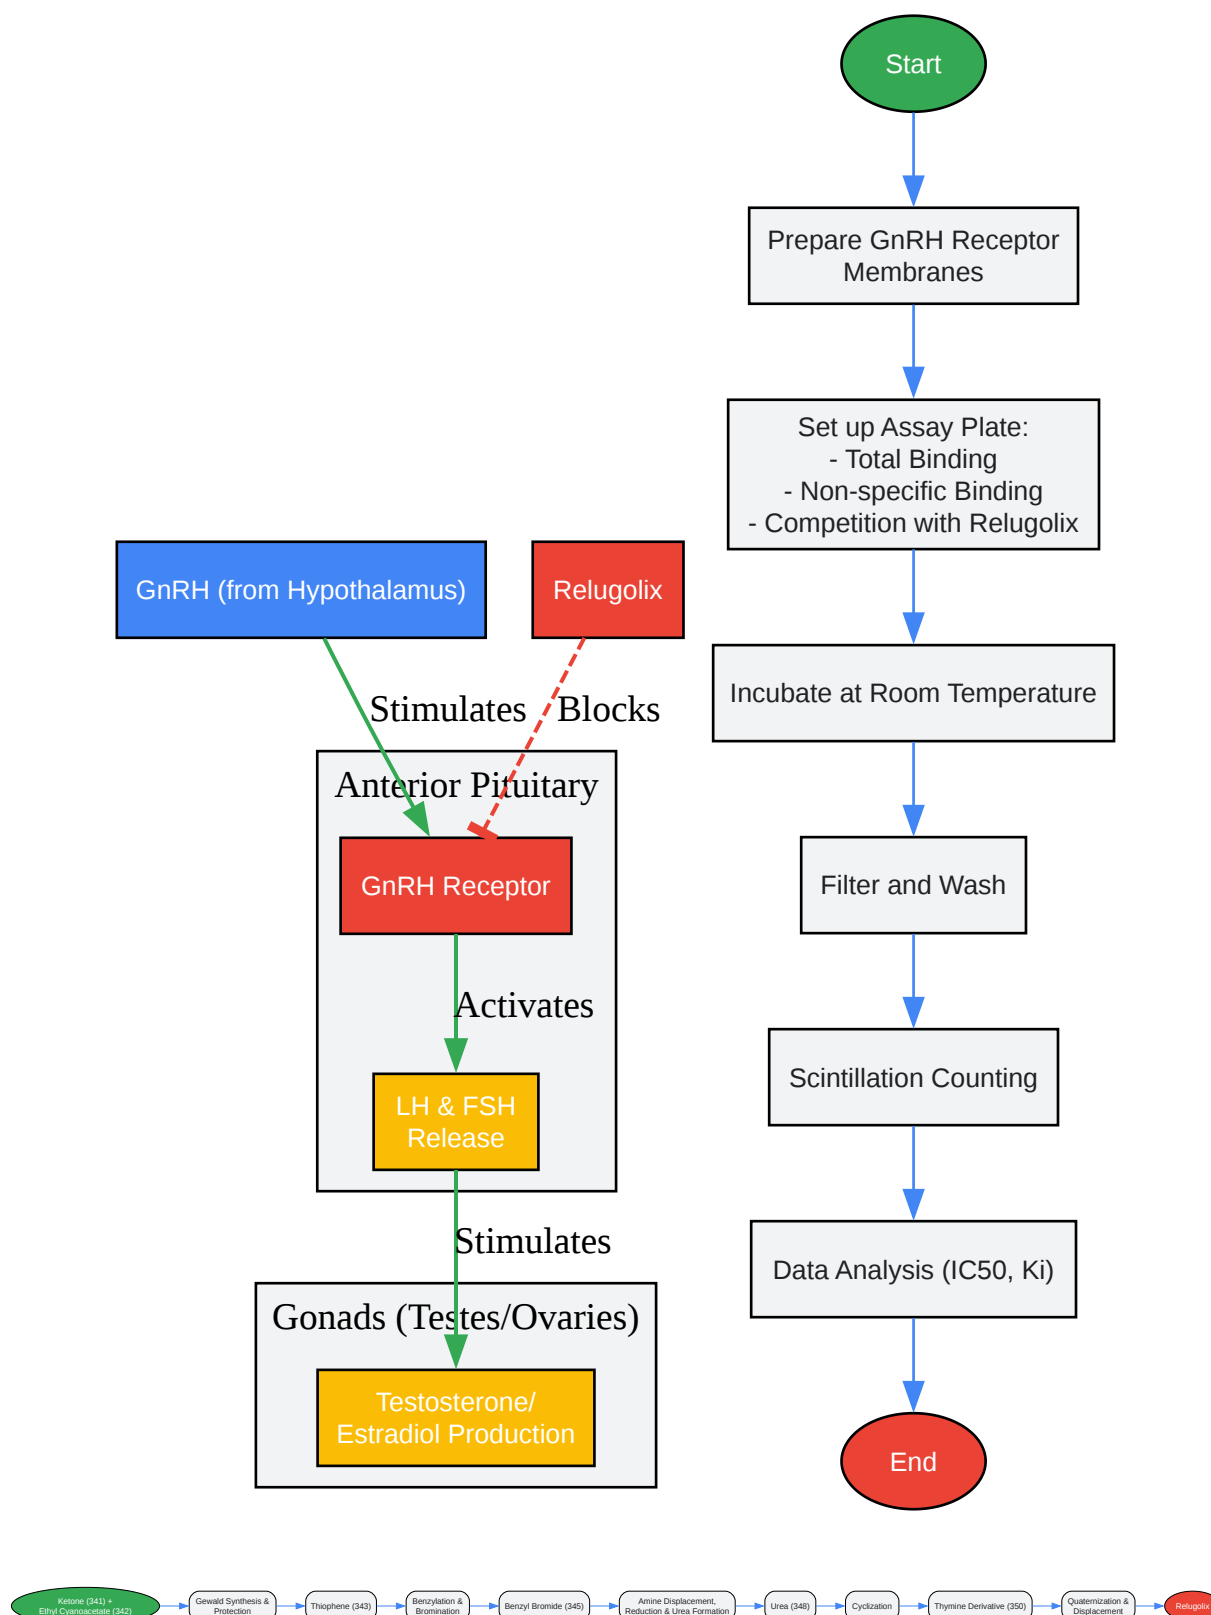 Start
Prepare GnRH Receptor
Membranes
Set up Assay Plate:
- Total Binding
- Non-specific Binding
- Competition with Relugolix
Incubate at Room Temperature
Filter and Wash
Scintillation Counting
Data Analysis (IC50, Ki)
End
GnRH (from Hypothalamus)
Relugolix
Stimulates
Blocks
Anterior Pituitary
GnRH Receptor
Activates
LH & FSH
Release
Stimulates
Gonads (Testes/Ovaries)
Testosterone/
Estradiol Production
Ketone (341) +
Ethyl Cyanoacetate (342)
Gewald Synthesis &
Protection
Thiophene (343)
Benzylation &
Bromination
Benzyl Bromide (345)
Amine Displacement,
Reduction & Urea Formation
Urea (348)
Cyclization
Thymine Derivative (350)
Quaternization &
Displacement
Relugolix